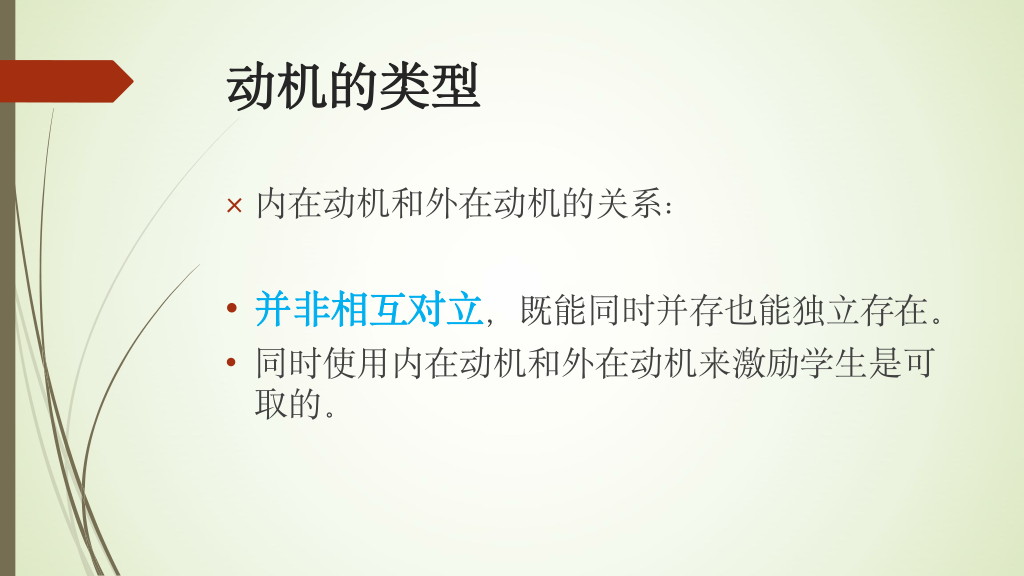 动机的类型
× 内在动机和外在动机的关系：
• 并非相互对立，既能同时并存也能独立存在。
• 同时使用内在动机和外在动机来激励学生是可
取的。